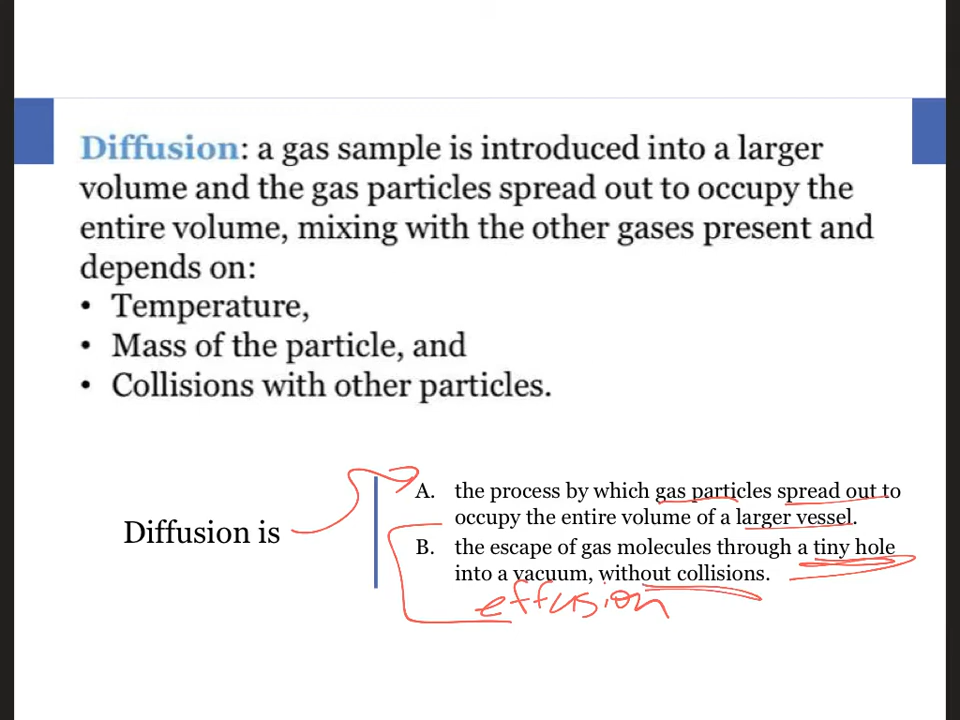 Diffusion: a gas sample is introduced into a larger
volume and the gas particles spread out to occupy the
entire volume, mixing with the other gases present and
depends on:
• Temperature,
• Mass of the particle, and
• Collisions with other particles.
Diffusion is
A. the process by which gas particles spread out to
occupy the entire volume of a larger vessel.
B. the escape of gas molecules through a tiny hole
into a vacuum, without collisions.
effusion